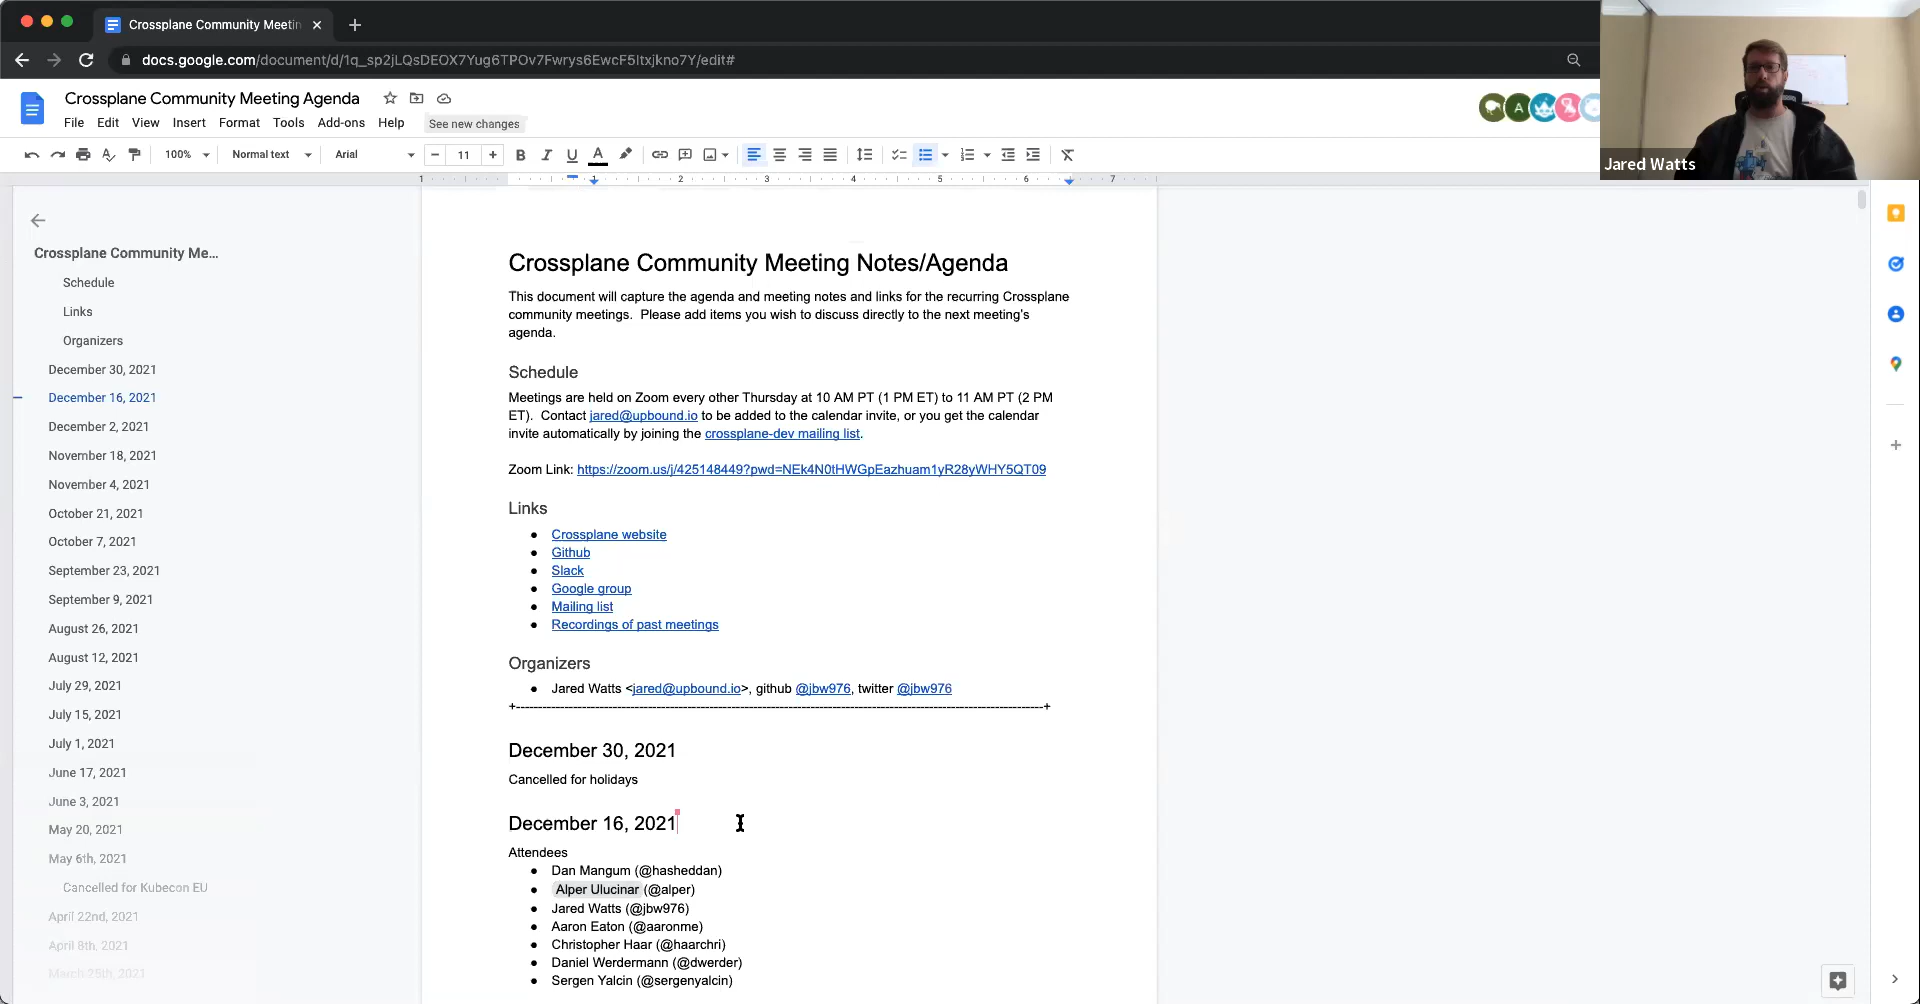 Crossplane Community Meetin
docs.google.com/document/d/1q_sp2jLQsDEOX7Yug6TPOv7Fwrys6EwcF5Itxjkno7Y/edit#
Crossplane Community Meeting Agenda
File Edit View Insert Format Tools Add-ons Help See new changes
A
Jared Watts
100% Normal text Arial 11 B I U A
1 1 2 3 4 5 6 7
Crossplane Community Me...
Schedule
Links
Organizers
December 30, 2021
December 16, 2021
December 2, 2021
November 18, 2021
November 4, 2021
October 21, 2021
October 7, 2021
September 23, 2021
September 9, 2021
August 26, 2021
August 12, 2021
July 29, 2021
July 15, 2021
July 1, 2021
June 17, 2021
June 3, 2021
May 20, 2021
May 6th, 2021
Cancelled for Kubecon EU
April 22nd, 2021
April 8th, 2021
March 25th, 2021
Crossplane Community Meeting Notes/Agenda
This document will capture the agenda and meeting notes and links for the recurring Crossplane
community meetings. Please add items you wish to discuss directly to the next meeting's
agenda.
Schedule
Meetings are held on Zoom every other Thursday at 10 AM PT (1 PM ET) to 11 AM PT (2 PM
ET). Contact jared@upbound.io to be added to the calendar invite, or you get the calendar
invite automatically by joining the crossplane-dev mailing list.
Zoom Link: https://zoom.us/j/425148449?pwd=NEk4N0tHWGpEazhuam1yR28yWHY5QT09
Links
● Crossplane website
● Github
● Slack
● Google group
● Mailing list
● Recordings of past meetings
Organizers
● Jared Watts <jared@upbound.io>, github @jbw976, twitter @jbw976
December 30, 2021
Cancelled for holidays
December 16, 2021
Attendees
● Dan Mangum (@hasheddan)
● Alper Ulucinar (@alper)
● Jared Watts (@jbw976)
● Aaron Eaton (@aaronme)
● Christopher Haar (@haarchri)
● Daniel Werdermann (@dwerder)
● Sergen Yalcin (@sergenyalcin)